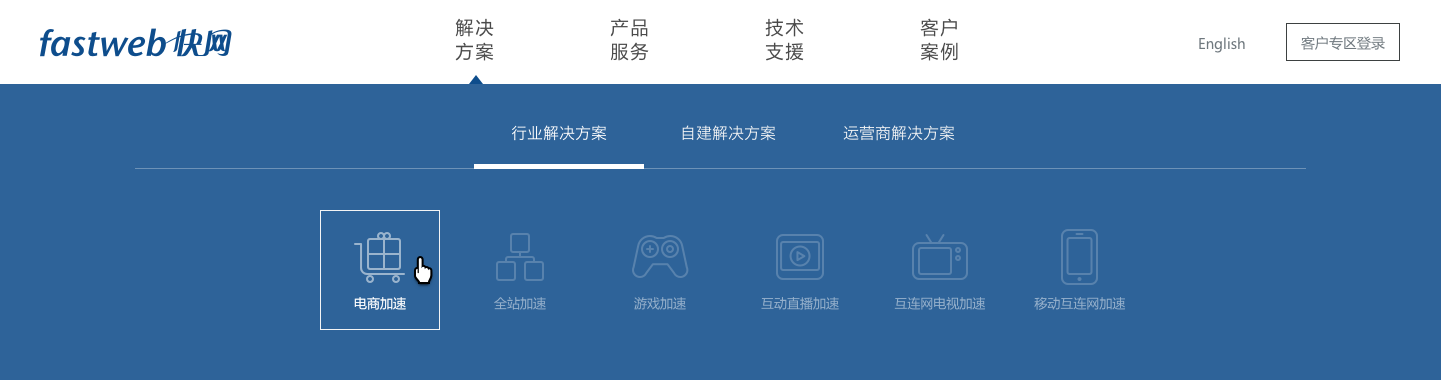 fastweb快网
解决
方案
产品
服务
技术
支援
客户
案例
English
客户专区登录
行业解决方案
自建解决方案
运营商解决方案
电商加速
全站加速
游戏加速
互动直播加速
互连网电视加速
移动互连网加速